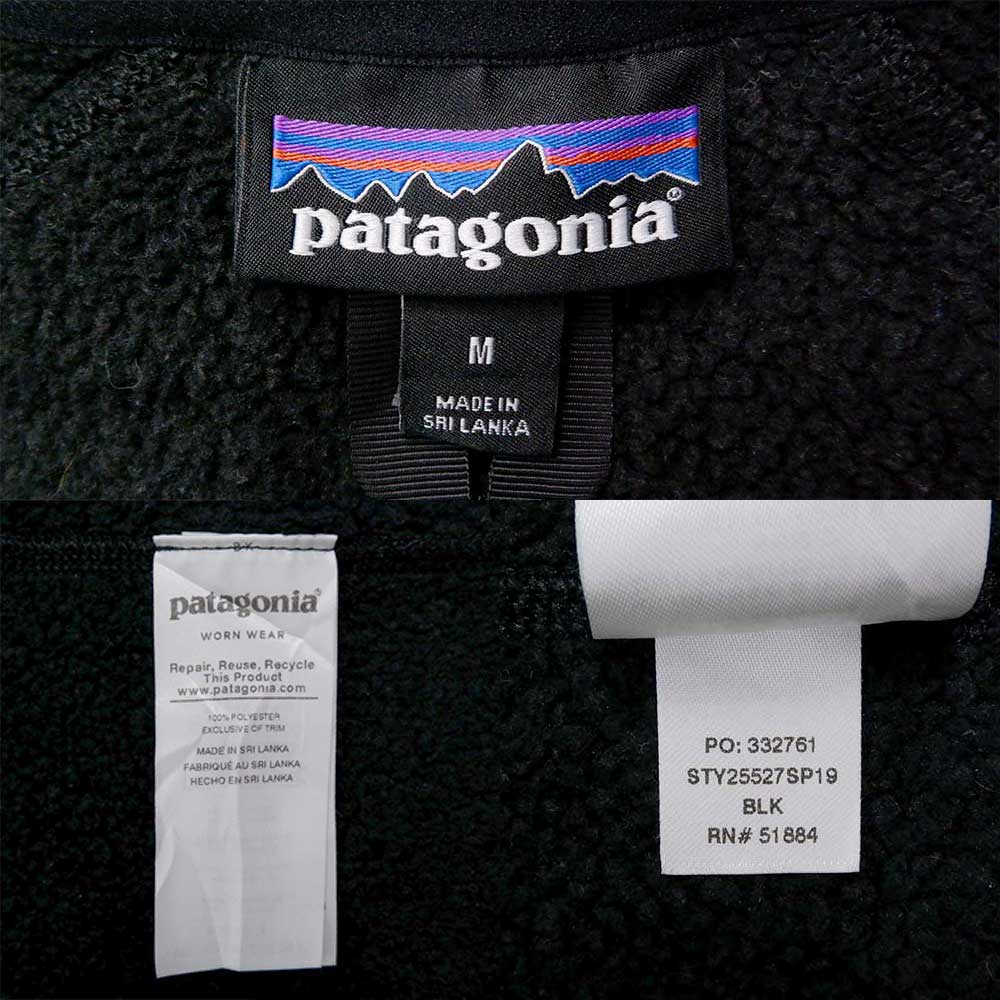 patagonia®
M
MADE IN
SRI LANKA
patagonia®
WORN WEAR
Repair, Reuse, Recycle
This Product
www.patagonia.com
100% POLYESTER
EXCLUSIVE OF TRIM
MADE IN SRI LANKA
FABRIQUÉ AU SRI LANKA
HECHO EN SRI LANKA
PO: 332761
STY25527SP19
BLK
RN# 51884